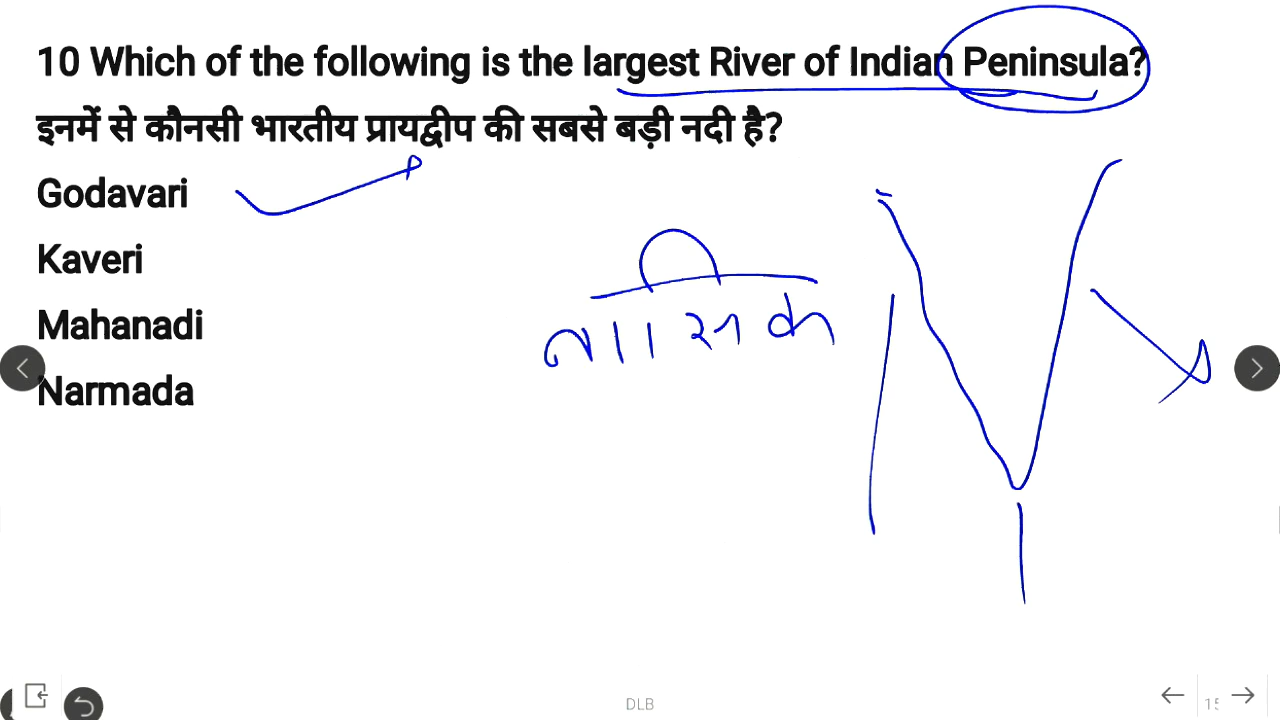 10 Which of the following is the largest River of Indian Peninsula?
इनमें से कौनसी भारतीय प्रायद्वीप की सबसे बड़ी नदी है?
Godavari
नासिक
Kaveri
Mahanadi
Narmada
DLB
15